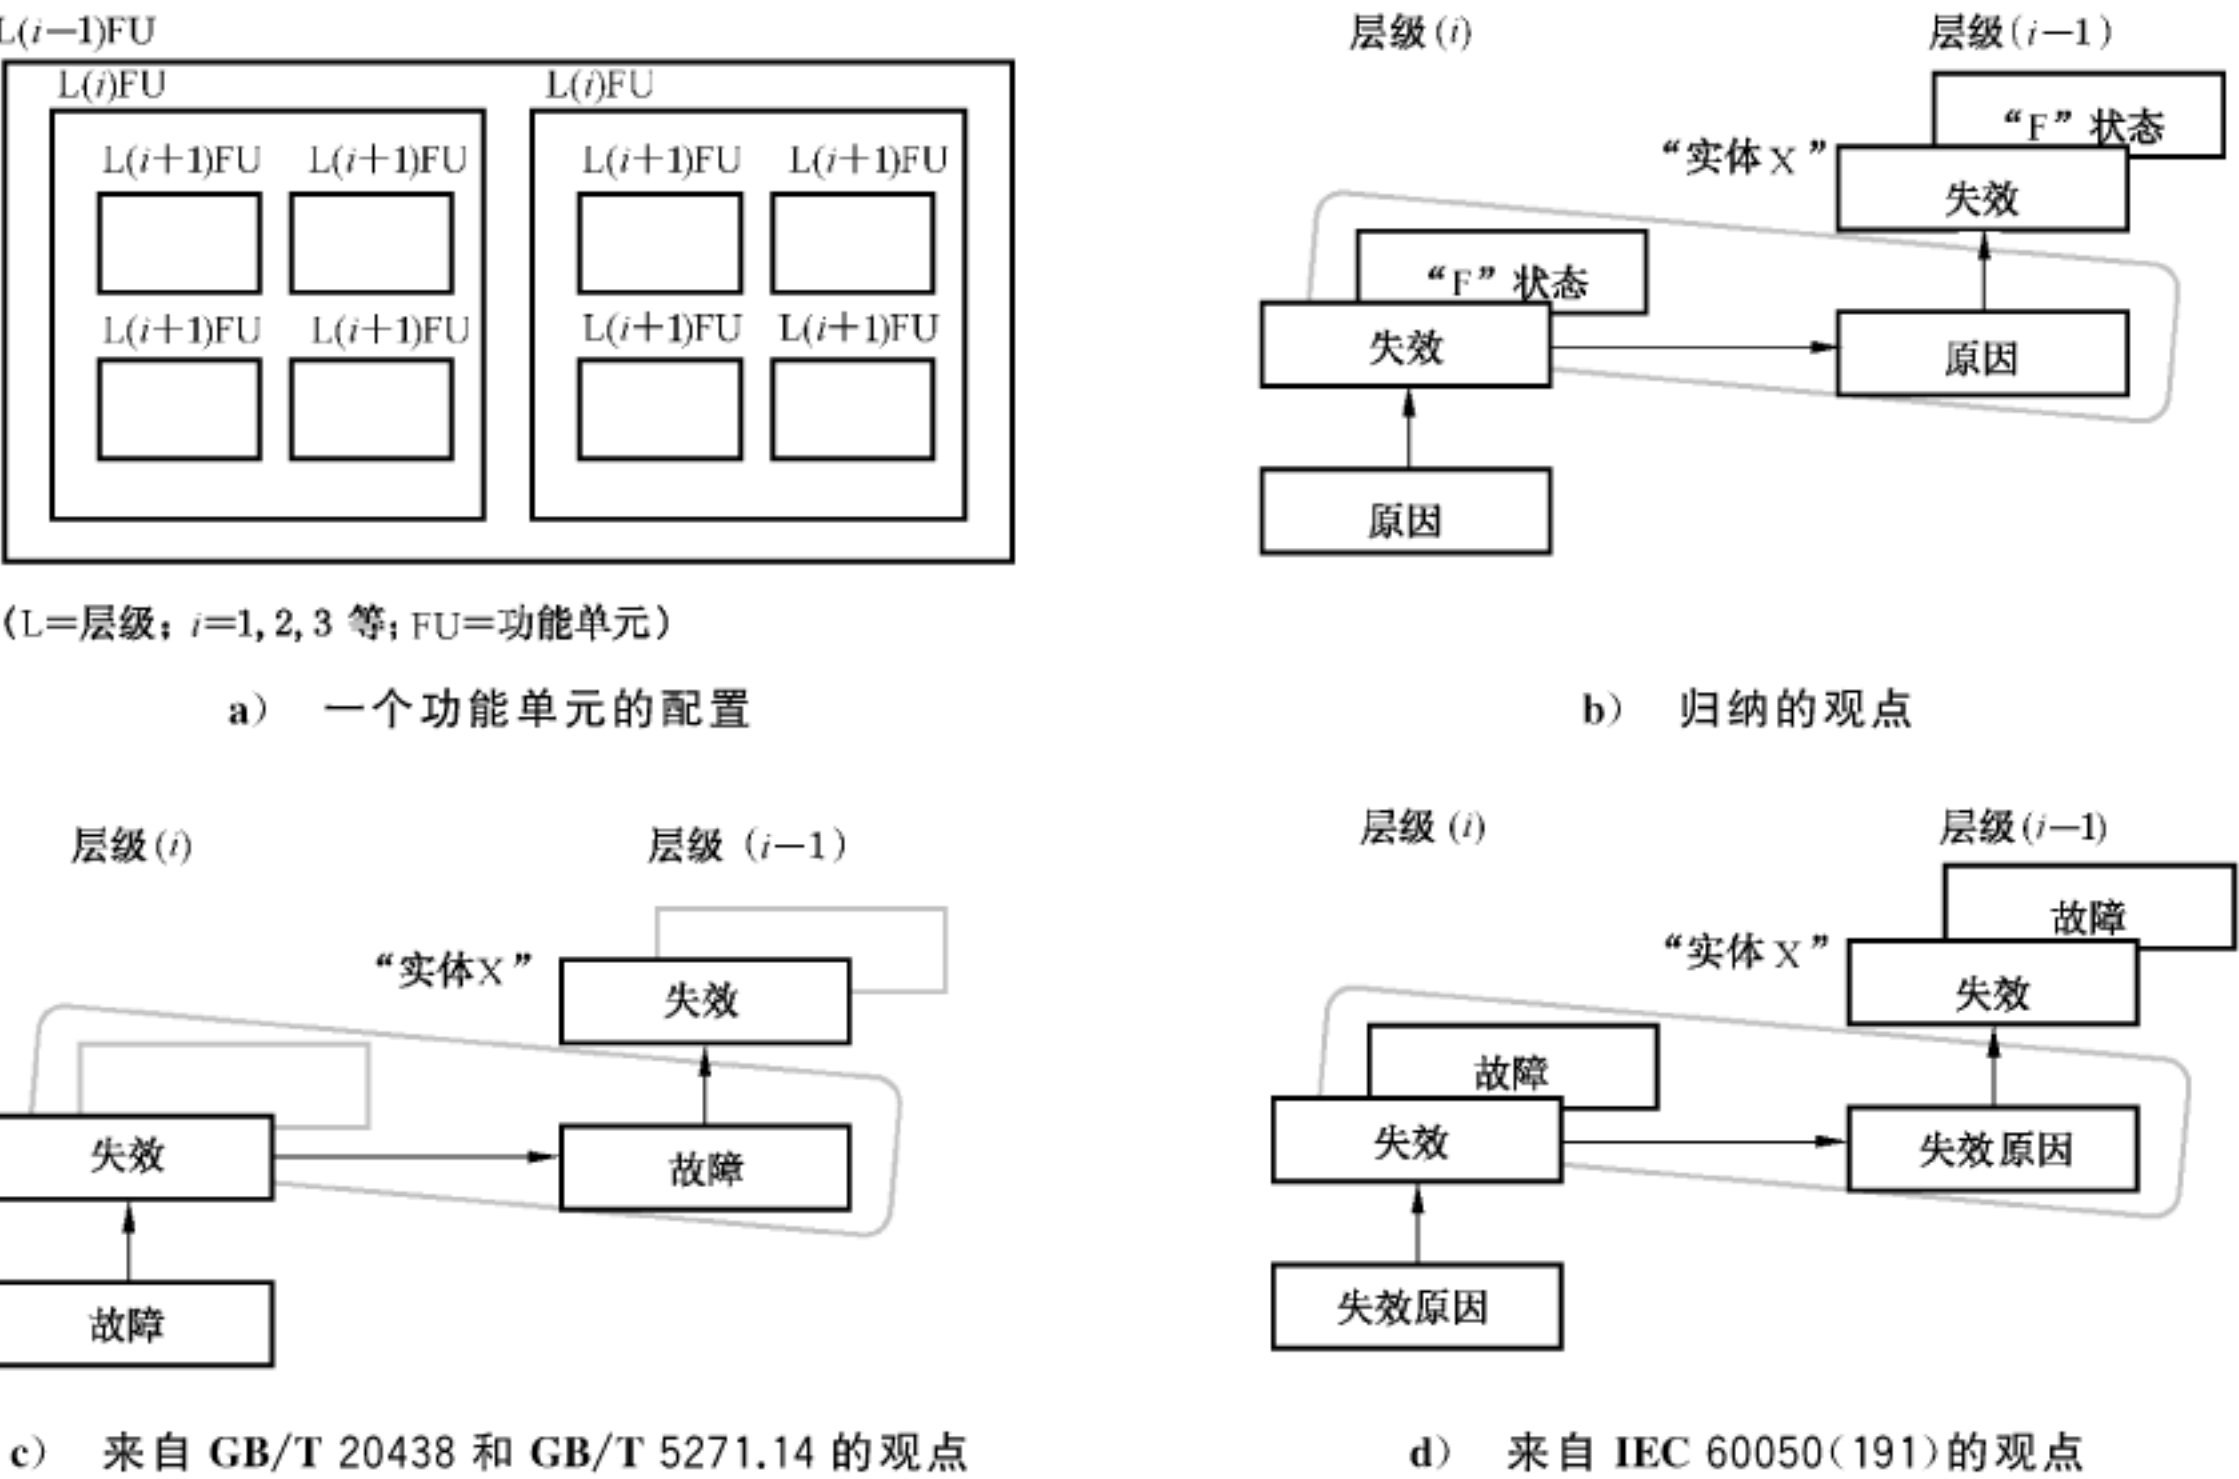 L(i−1)FU
L(i)FU L(i)FU
L(i+1)FU L(i+1)FU L(i+1)FU L(i+1)FU
L(i+1)FU L(i+1)FU L(i+1)FU L(i+1)FU
(L=层级；i=1,2,3 等；FU=功能单元)
a) 一个功能单元的配置
层级(i) 层级(i−1)
“F”状态
“实体X”
失效
“F”状态
失效
原因
原因
b) 归纳的观点
层级(i) 层级(i−1)
“实体X”
失效
失效
故障
故障
c) 来自 GB/T 20438 和 GB/T 5271.14 的观点
层级(i) 层级(i−1)
故障
“实体X”
失效
故障
失效
失效原因
失效原因
d) 来自 IEC 60050(191)的观点